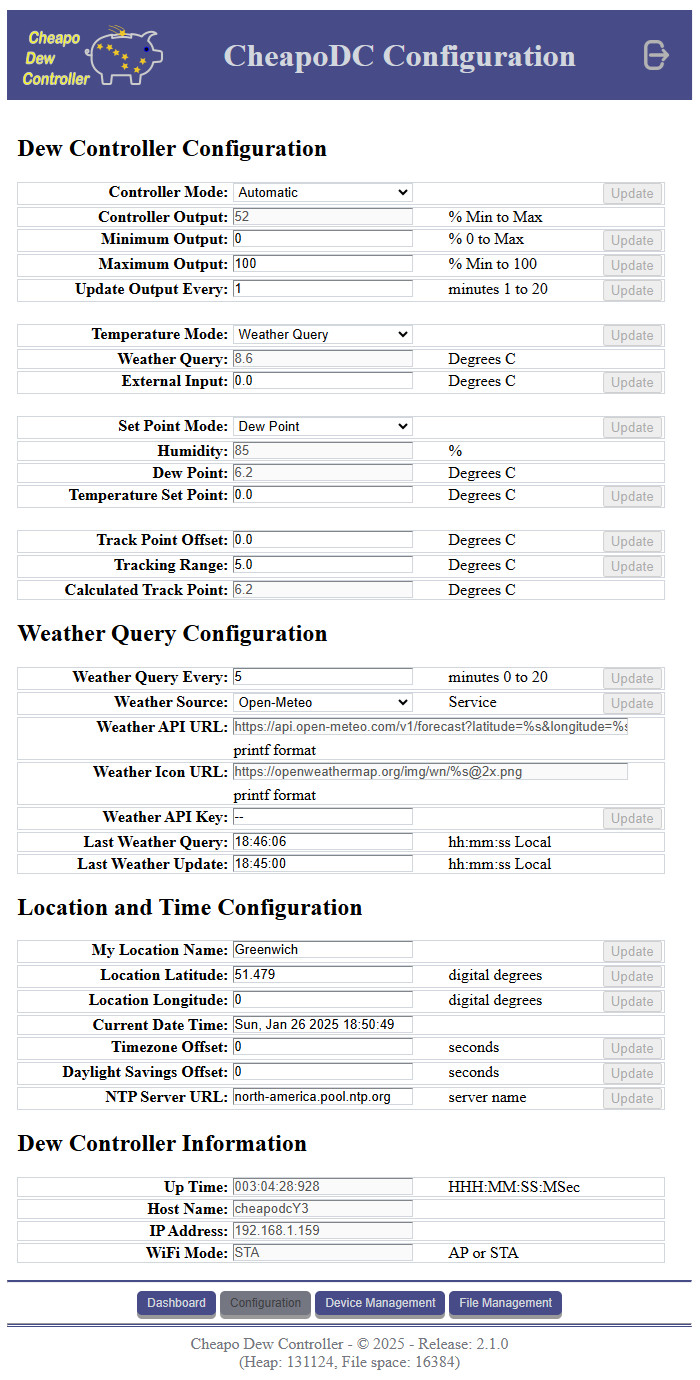 Cheapo
Dew
Controller
CheapoDC Configuration
Dew Controller Configuration
Controller Mode: Automatic Update
Controller Output: 52 % Min to Max
Minimum Output: 0 % 0 to Max Update
Maximum Output: 100 % Min to 100 Update
Update Output Every: 1 minutes 1 to 20 Update
Temperature Mode: Weather Query Update
Weather Query: 8.6 Degrees C
External Input: 0.0 Degrees C Update
Set Point Mode: Dew Point Update
Humidity: 85 %
Dew Point: 6.2 Degrees C
Temperature Set Point: 0.0 Degrees C Update
Track Point Offset: 0.0 Degrees C Update
Tracking Range: 5.0 Degrees C Update
Calculated Track Point: 6.2 Degrees C
Weather Query Configuration
Weather Query Every: 5 minutes 0 to 20 Update
Weather Source: Open-Meteo Service Update
Weather API URL: https://api.open-meteo.com/v1/forecast?latitude=%s&longitude=%s
printf format
Weather Icon URL: https://openweathermap.org/img/wn/%s@2x.png
printf format
Weather API Key: -- Update
Last Weather Query: 18:46:06 hh:mm:ss Local
Last Weather Update: 18:45:00 hh:mm:ss Local
Location and Time Configuration
My Location Name: Greenwich Update
Location Latitude: 51.479 digital degrees Update
Location Longitude: 0 digital degrees Update
Current Date Time: Sun, Jan 26 2025 18:50:49
Timezone Offset: 0 seconds Update
Daylight Savings Offset: 0 seconds Update
NTP Server URL: north-america.pool.ntp.org server name Update
Dew Controller Information
Up Time: 003:04:28:928 HHH:MM:SS:MSec
Host Name: cheapodcY3
IP Address: 192.168.1.159
WiFi Mode: STA AP or STA
Dashboard Configuration Device Management File Management
Cheapo Dew Controller - © 2025 - Release: 2.1.0
(Heap: 131124, File space: 16384)